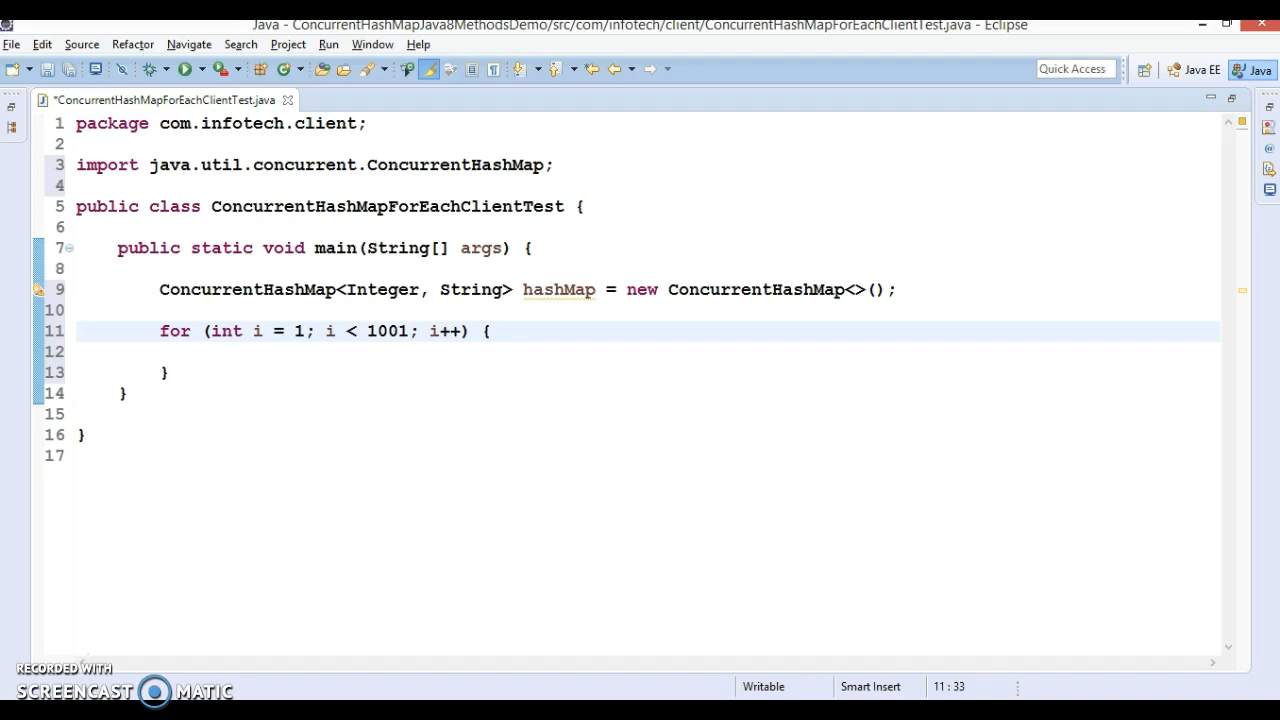 Java - ConcurrentHashMapJava8MethodsDemo/src/com/infotech/client/ConcurrentHashMapForEachClientTest.java - Eclipse
File Edit Source Refactor Navigate Search Project Run Window Help
Quick Access Java EE Java
*ConcurrentHashMapForEachClientTest.java
1 package com.infotech.client;
2
3 import java.util.concurrent.ConcurrentHashMap;
4
5 public class ConcurrentHashMapForEachClientTest {
6
7 public static void main(String[] args) {
8
9 ConcurrentHashMap<Integer, String> hashMap = new ConcurrentHashMap<>();
10
11 for (int i = 1; i < 1001; i++) {
12
13 }
14 }
15
16 }
17
RECORDED WITH
SCREENCAST MATIC
Writable Smart Insert 11 : 33